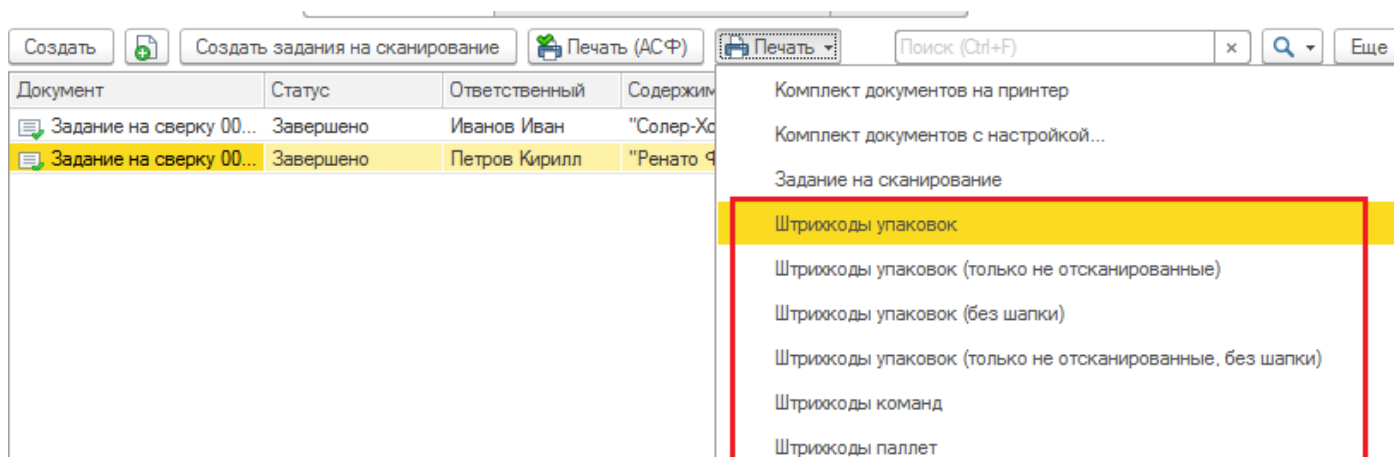 Создать Создать задания на сканирование Печать (АСФ) Печать Поиск (Ctrl+F) × Еще
Документ Статус Ответственный Содержим
Задание на сверку 00... Завершено Иванов Иван "Солер-Хо
Задание на сверку 00... Завершено Петров Кирилл "Ренато Ф
Комплект документов на принтер
Комплект документов с настройкой...
Задание на сканирование
Штрихкоды упаковок
Штрихкоды упаковок (только не отсканированные)
Штрихкоды упаковок (без шапки)
Штрихкоды упаковок (только не отсканированные, без шапки)
Штрихкоды команд
Штрихкоды паллет